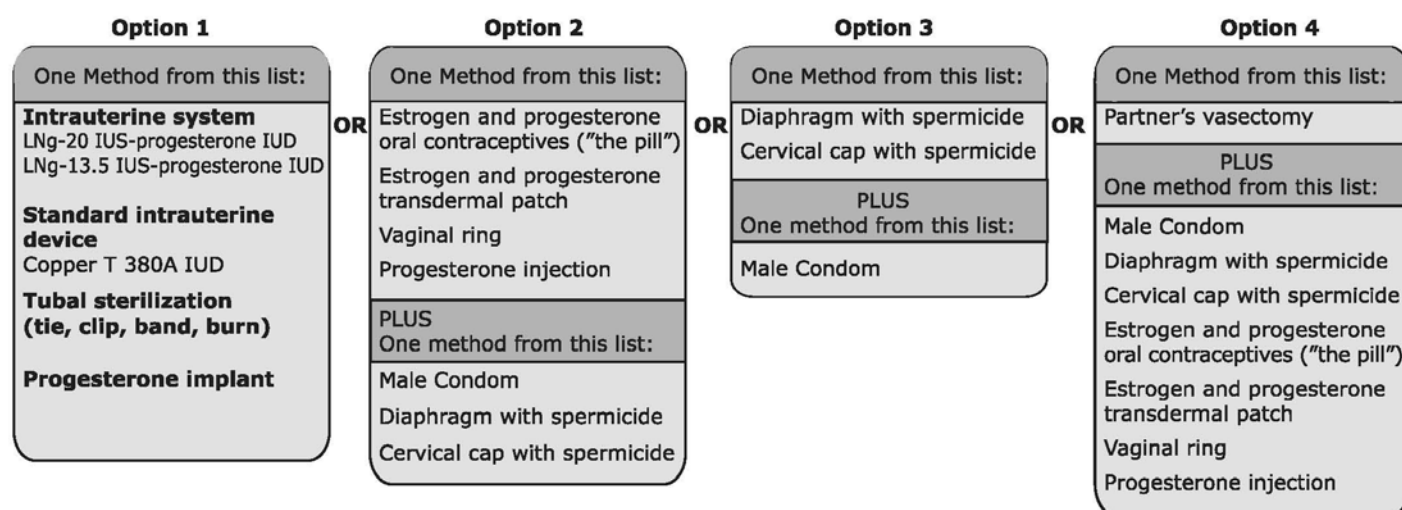 Option 1
One Method from this list:
Intrauterine system
LNg-20 IUS-progesterone IUD
LNg-13.5 IUS-progesterone IUD
Standard intrauterine
device
Copper T 380A IUD
Tubal sterilization
(tie, clip, band, burn)
Progesterone implant
OR
Option 2
One Method from this list:
Estrogen and progesterone
oral contraceptives ("the pill")
Estrogen and progesterone
transdermal patch
Vaginal ring
Progesterone injection
PLUS
One method from this list:
Male Condom
Diaphragm with spermicide
Cervical cap with spermicide
OR
Option 3
One Method from this list:
Diaphragm with spermicide
Cervical cap with spermicide
PLUS
One method from this list:
Male Condom
OR
Option 4
One Method from this list:
Partner's vasectomy
PLUS
One method from this list:
Male Condom
Diaphragm with spermicide
Cervical cap with spermicide
Estrogen and progesterone
oral contraceptives ("the pill")
Estrogen and progesterone
transdermal patch
Vaginal ring
Progesterone injection